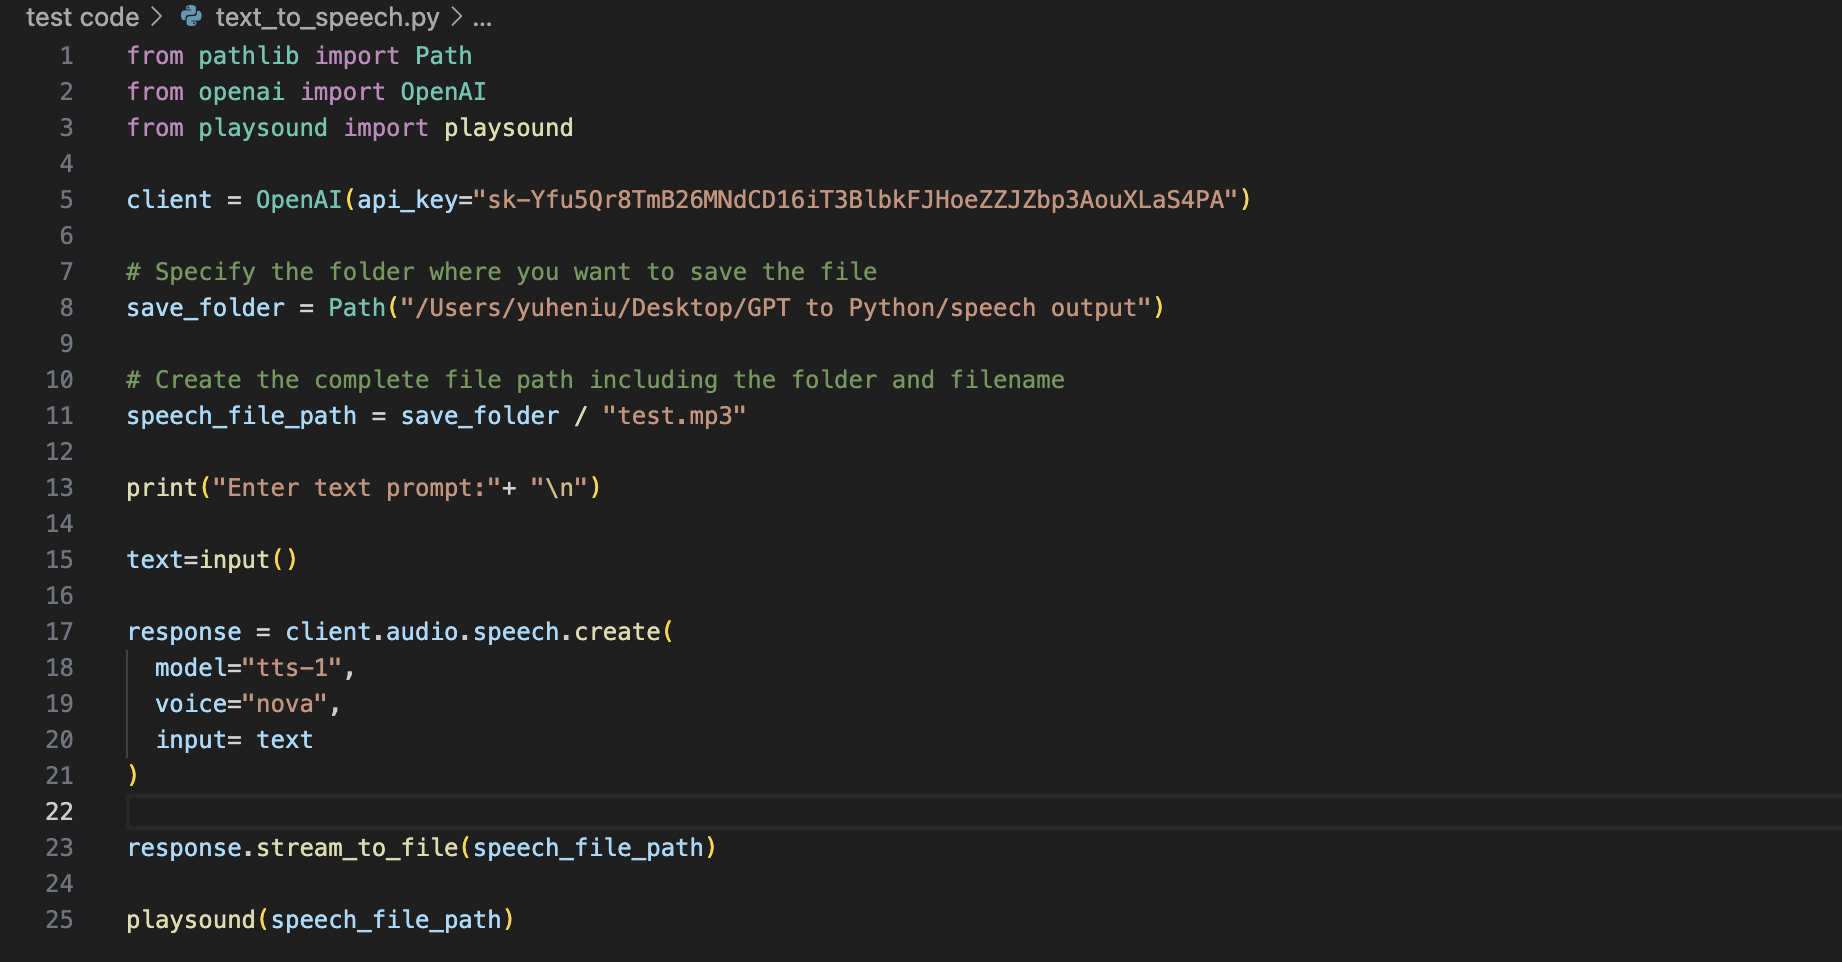 test code > text_to_speech.py > ...
1 from pathlib import Path
2 from openai import OpenAI
3 from playsound import playsound
4
5 client = OpenAI(api_key="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")
6
7 # Specify the folder where you want to save the file
8 save_folder = Path("/Users/yuheniu/Desktop/GPT to Python/speech output")
9
10 # Create the complete file path including the folder and filename
11 speech_file_path = save_folder / "test.mp3"
12
13 print("Enter text prompt:"+ "\n")
14
15 text=input()
16
17 response = client.audio.speech.create(
18   model="tts-1",
19   voice="nova",
20   input= text
21 )
22
23 response.stream_to_file(speech_file_path)
24
25 playsound(speech_file_path)